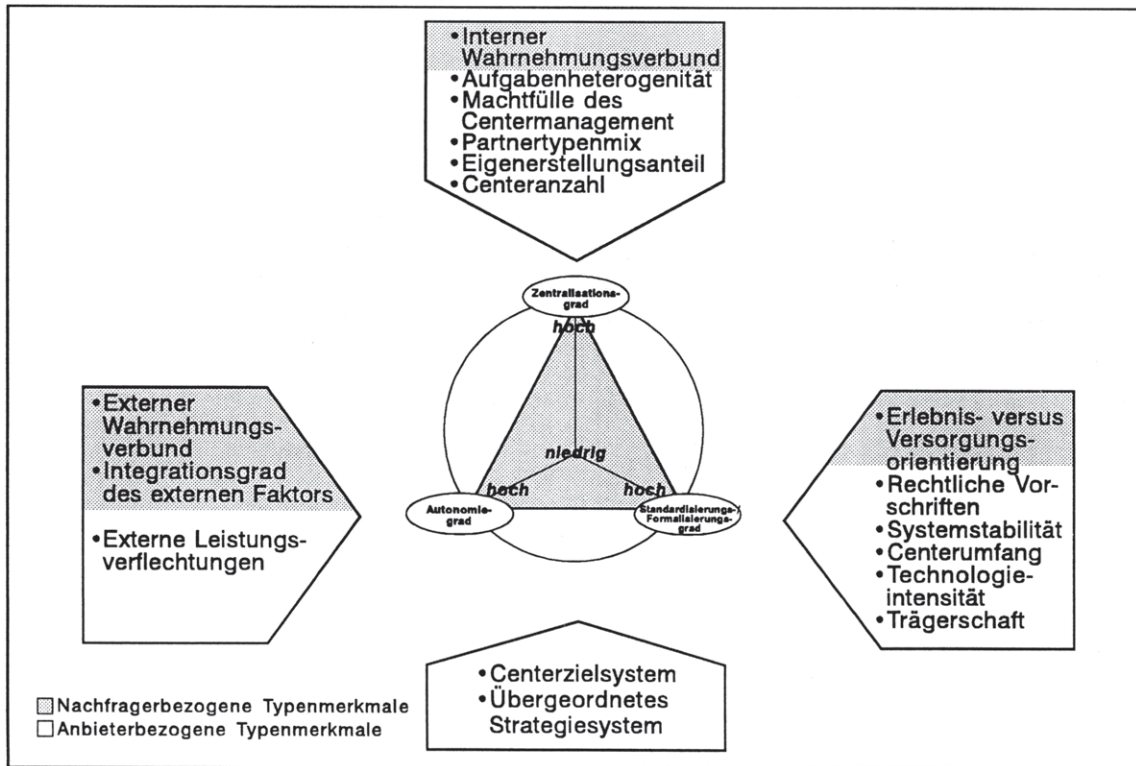 •Interner
Wahrnehmungsverbund
•Aufgabenheterogenität
•Machtfülle des
Centermanagement
•Partnertypenmix
•Eigenerstellungsanteil
•Centeranzahl
Zentralisations-
grad
hoch
•Externer
Wahrnehmungs-
verbund
•Integrationsgrad
des externen Faktors
•Externe Leistungs-
verflechtungen
niedrig
hoch
hoch
Autonomie-
grad
Standardisierungs-/
Formalisierungs-
grad
•Erlebnis- versus
Versorgungs-
orientierung
•Rechtliche Vor-
schriften
•Systemstabilität
•Centerumfang
•Technologie-
intensität
•Trägerschaft
•Centerzielsystem
•Übergeordnetes
Strategiesystem
Nachfragerbezogene Typenmerkmale
Anbieterbezogene Typenmerkmale